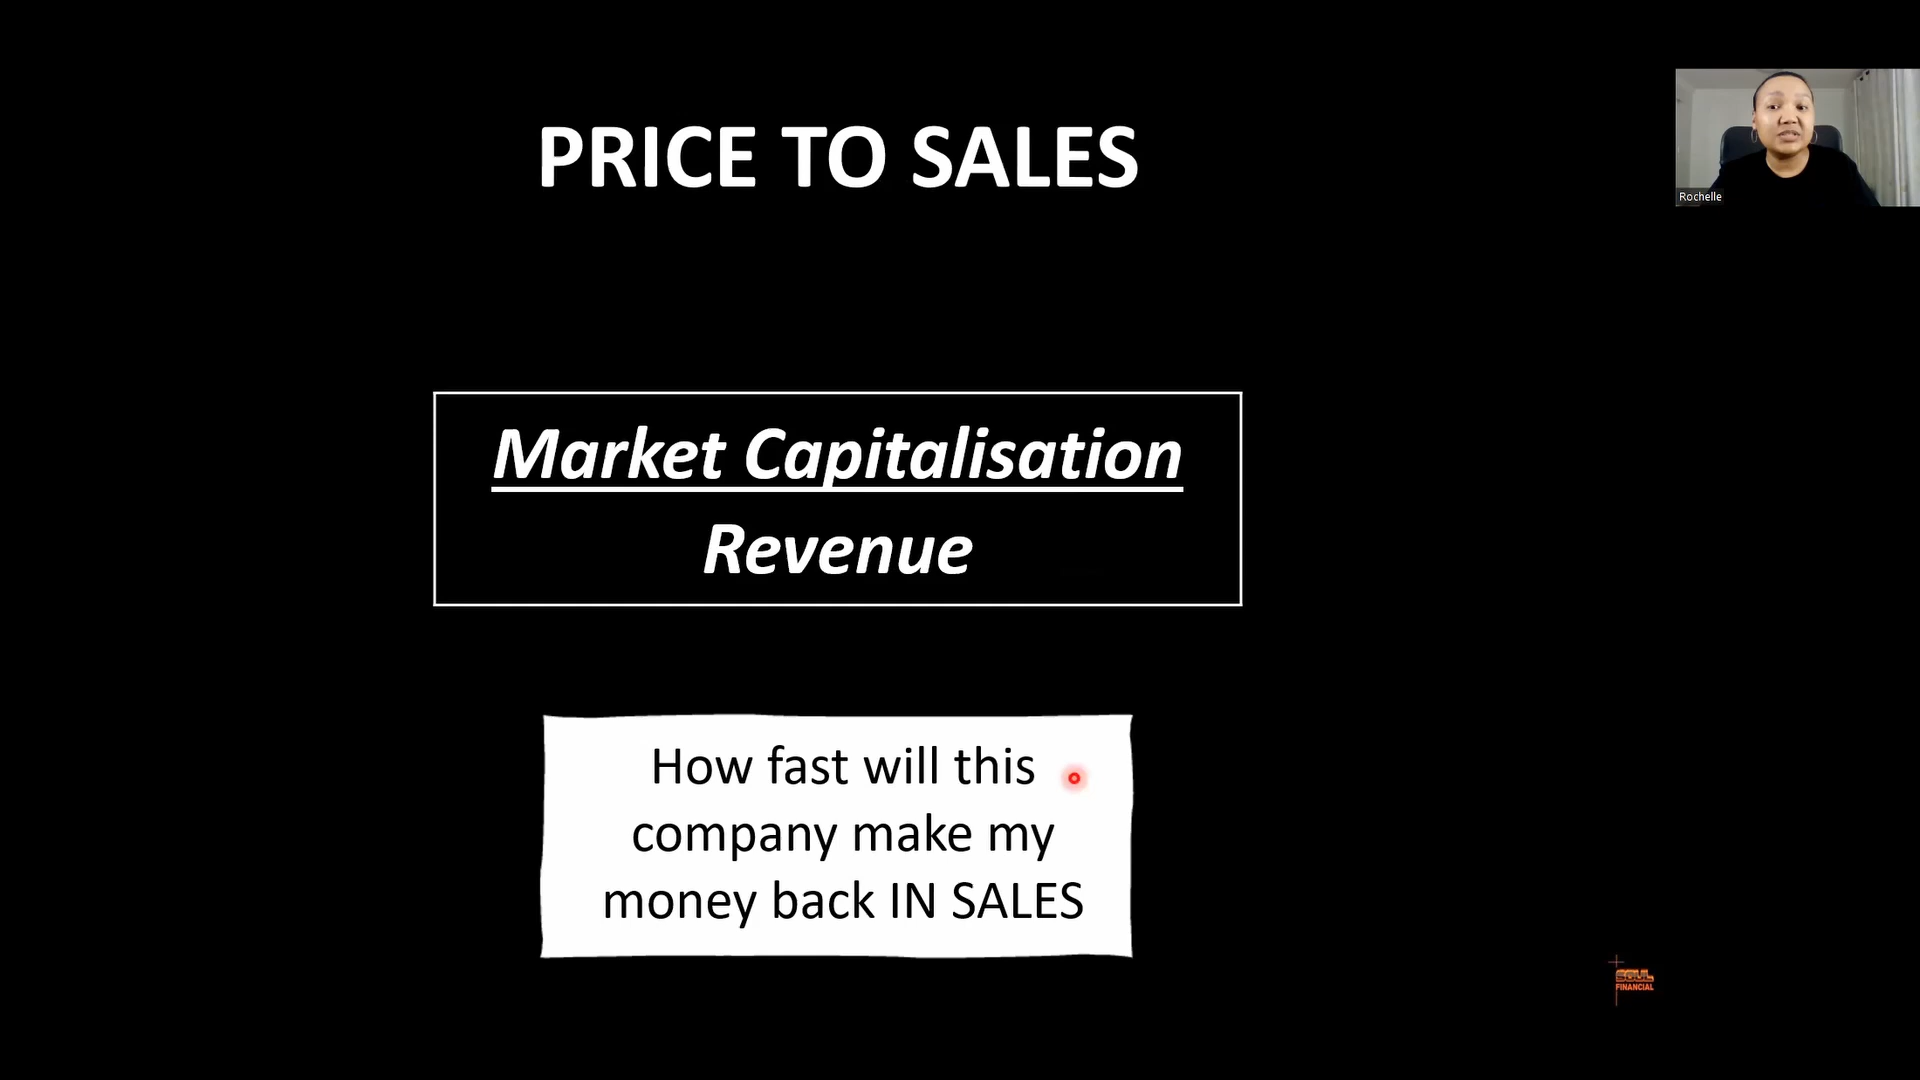 PRICE TO SALES
Rochelle
Market Capitalisation
Revenue
How fast will this
company make my
money back IN SALES
SOUL
FINANCIAL